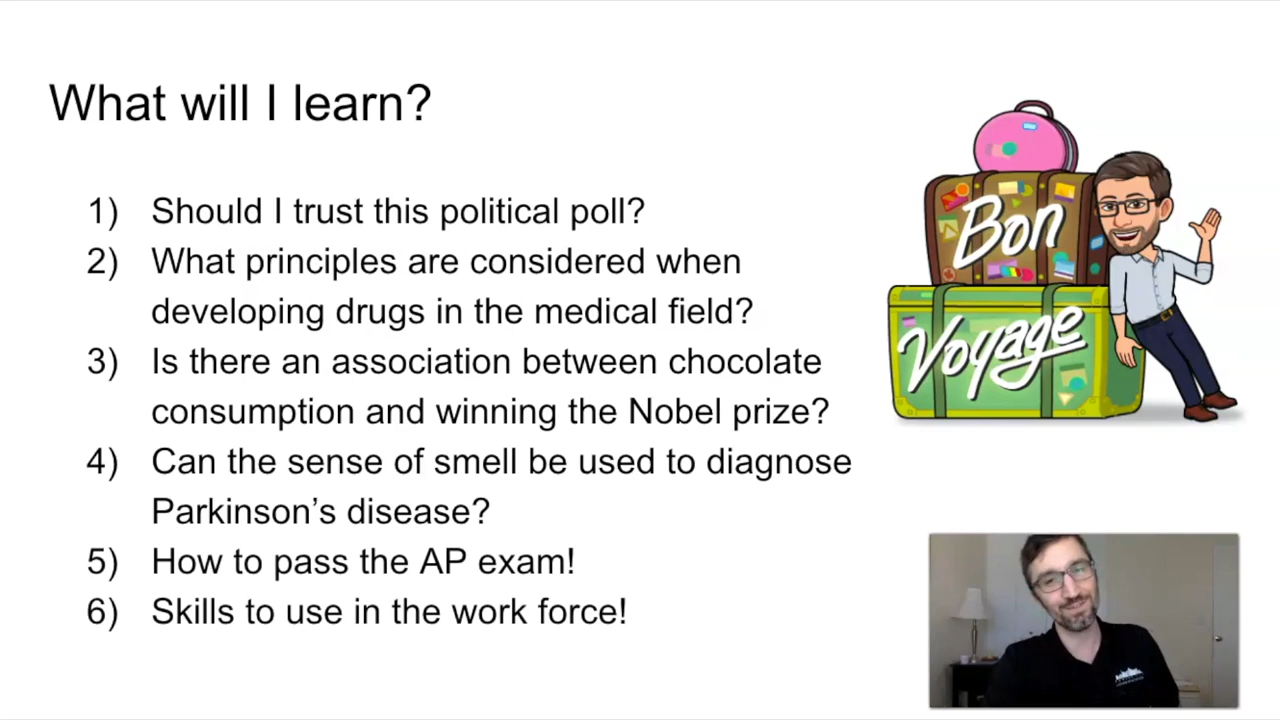 What will I learn?
1) Should I trust this political poll?
2) What principles are considered when
developing drugs in the medical field?
3) Is there an association between chocolate
consumption and winning the Nobel prize?
4) Can the sense of smell be used to diagnose
Parkinson’s disease?
5) How to pass the AP exam!
6) Skills to use in the work force!
Bon
Voyage